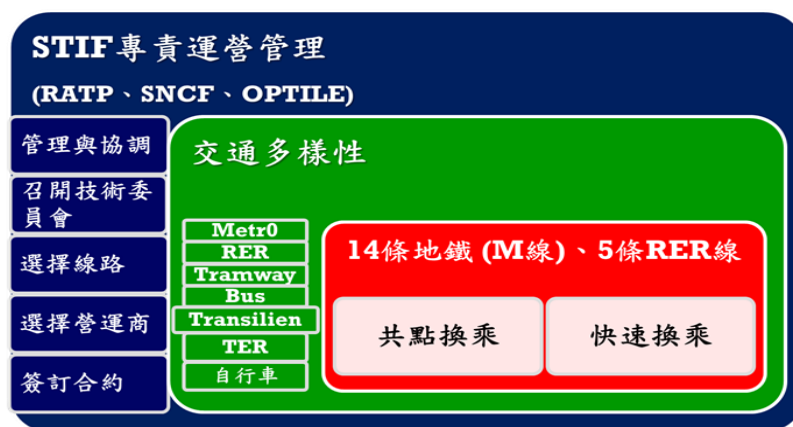 STIF專責運營管理
(RATP、SNCF、OPTILE)
管理與協調
召開技術委
員會
選擇線路
選擇營運商
簽訂合約
交通多樣性
Metr0
RER
Tramway
Bus
Transilien
TER
自行車
14條地鐵 (M線)、5條RER線
共點換乘
快速換乘